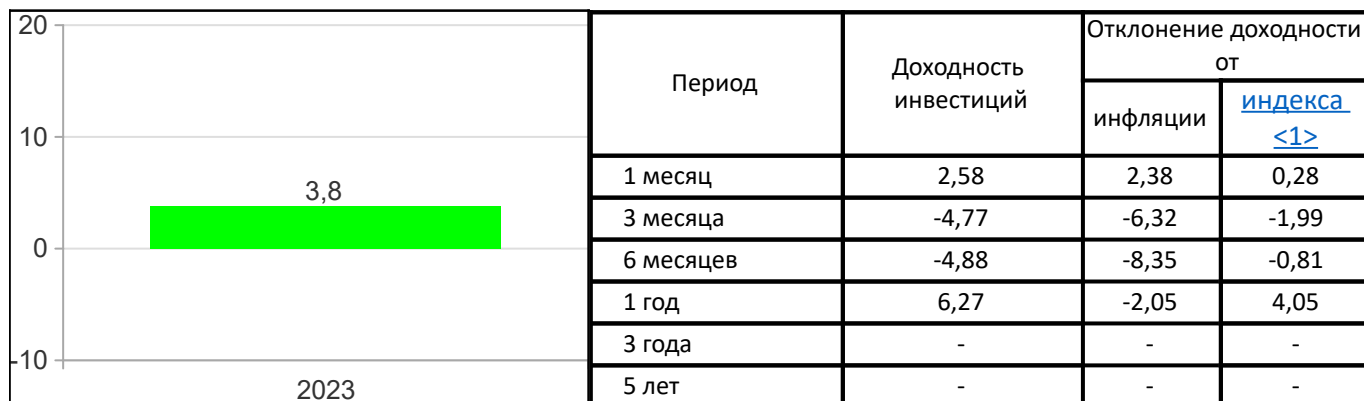 20
10
0
-10
3,8
2023
Период
Доходность
инвестиций
Отклонение доходности
от
инфляции
индекса
<1>
1 месяц 2,58 2,38 0,28
3 месяца -4,77 -6,32 -1,99
6 месяцев -4,88 -8,35 -0,81
1 год 6,27 -2,05 4,05
3 года - - -
5 лет - - -